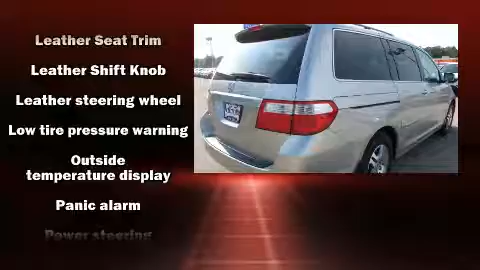 Leather Seat Trim
Leather Shift Knob
Leather steering wheel
Low tire pressure warning
Outside
temperature display
Panic alarm
Power steering